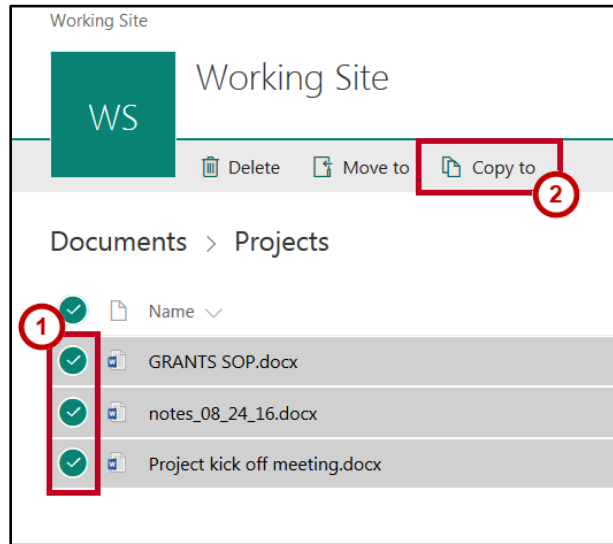 Working Site
WS
Working Site
Delete Move to Copy to
2
Documents > Projects
1
Name
GRANTS SOP.docx
notes_08_24_16.docx
Project kick off meeting.docx